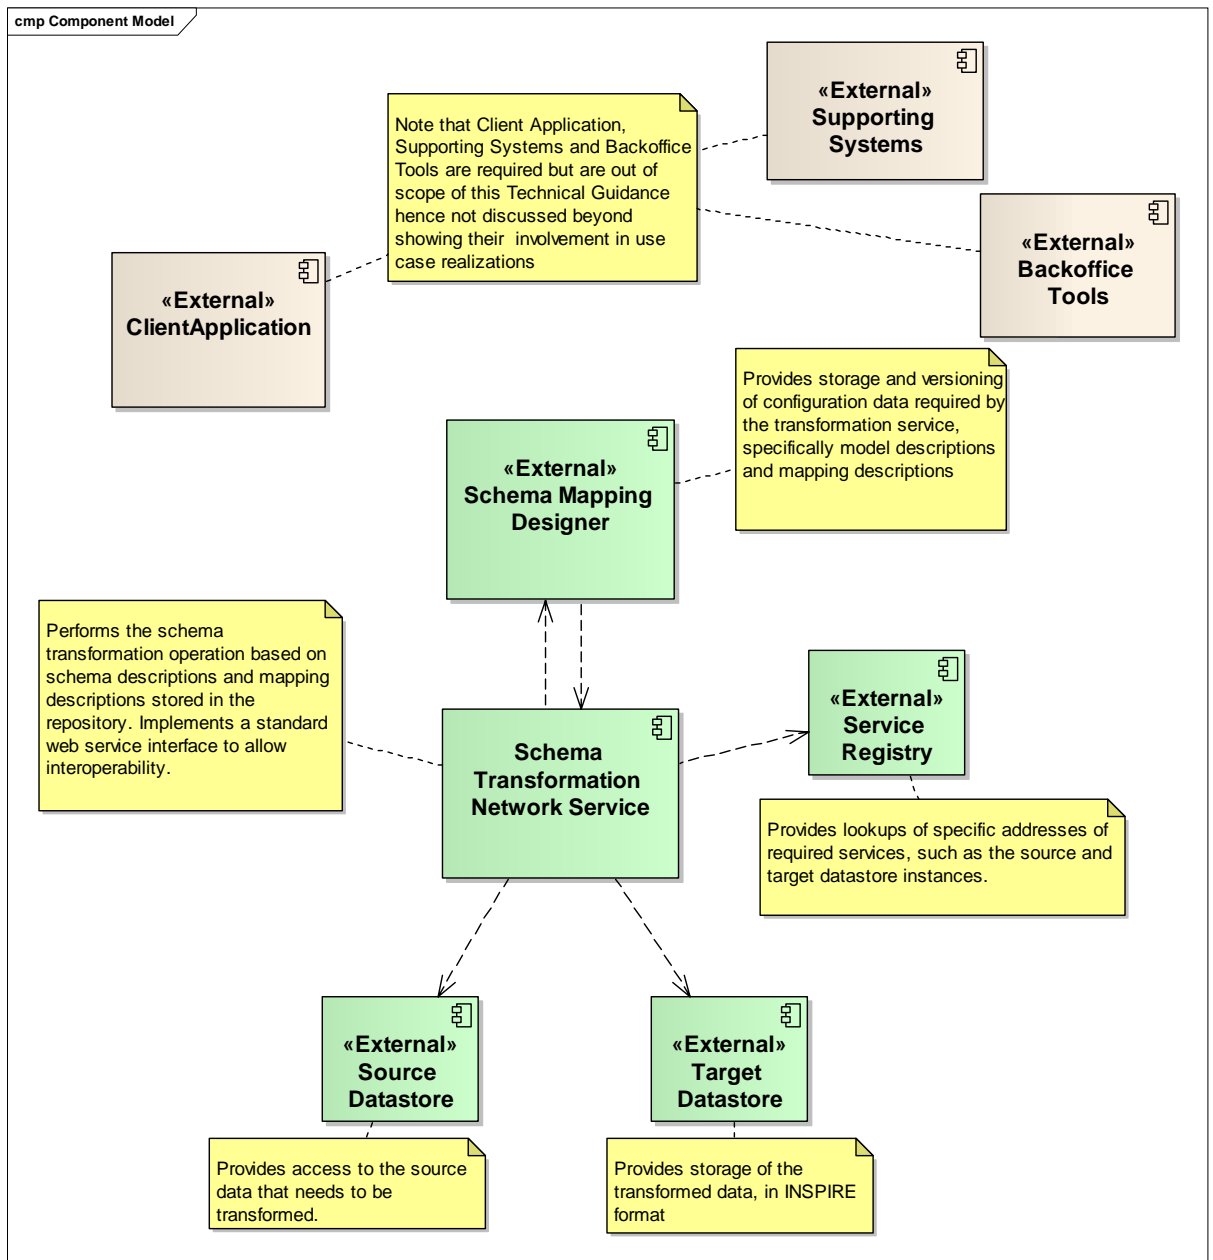 cmp Component Model
«External»
Supporting
Systems
Note that Client Application,
Supporting Systems and Backoffice
Tools are required but are out of
scope of this Technical Guidance
hence not discussed beyond
showing their  involvement in use
case realizations
«External»
Backoffice
Tools
«External»
ClientApplication
Provides storage and versioning
of configuration data required by
the transformation service,
specifically model descriptions
and mapping descriptions
«External»
Schema Mapping
Designer
Performs the schema
transformation operation based on
schema descriptions and mapping
descriptions stored in the
repository. Implements a standard
web service interface to allow
interoperability.
«External»
Service
Registry
Schema
Transformation
Network Service
Provides lookups of specific addresses of
required services, such as the source and
target datastore instances.
«External»
Source
Datastore
«External»
Target
Datastore
Provides access to the source
data that needs to be
transformed.
Provides storage of the
transformed data, in INSPIRE
format